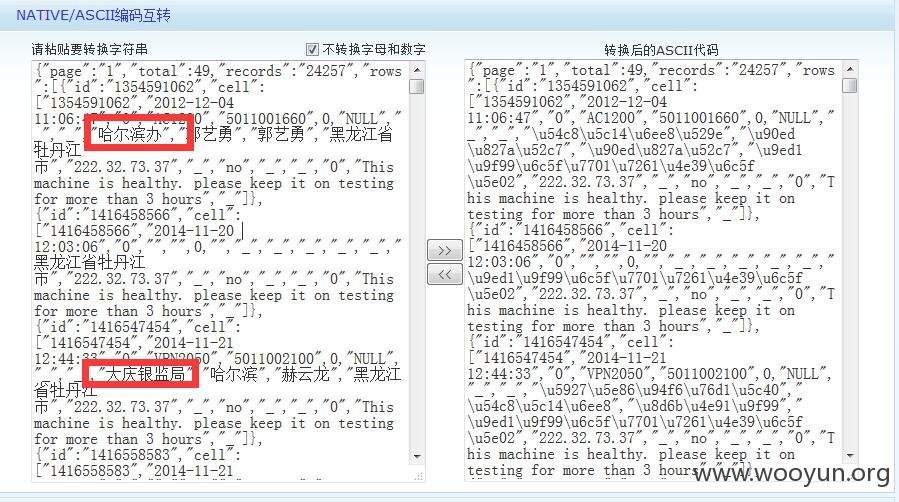 NATIVE/ASCII编码互转
请粘贴要转换字符串
不转换字母和数字
{"page":"1","total":49,"records":"24257","rows
":[{"id":"1354591062","cell":
["1354591062","2012-12-04
11:06:47","0","AC1200","5011001660",0,"NULL","
_","_","哈尔滨办","郭艺勇","郭艺勇","黑龙江省
牡丹江
市","222.32.73.37","_","no","_","_","0","This
machine is healthy. please keep it on testing
for more than 3 hours","_"]},
{"id":"1416458566","cell":
["1416458566","2014-11-20
12:03:06","0","","",0,"","_","_","_","_","_","
黑龙江省牡丹江
市","222.32.73.37","_","no","_","_","0","This
machine is healthy. please keep it on testing
for more than 3 hours","_"]},
{"id":"1416547454","cell":
["1416547454","2014-11-21
12:44:33","0","VPN2050","5011002100",0,"NULL",
"大庆银监局","哈尔滨","赫云龙","黑龙江
省牡丹江
市","222.32.73.37","_","no","_","_","0","This
machine is healthy. please keep it on testing
for more than 3 hours","_"]},
{"id":"1416558583","cell":
["1416558583","2014-11-21
>>
<<
转换后的ASCII代码
{"page":"1","total":49,"records":"24257","rows
":[{"id":"1354591062","cell":
["1354591062","2012-12-04
11:06:47","0","AC1200","5011001660",0,"NULL","
_","_","\u54c8\u5c14\u6ee8\u529e","\u90ed
\u827a\u52c7","\u90ed\u827a\u52c7","\u9ed1
\u9f99\u6c5f\u7701\u7261\u4e39\u6c5f
\u5e02","222.32.73.37","_","no","_","_","0","T
his machine is healthy. please keep it on
testing for more than 3 hours","_"]},
{"id":"1416458566","cell":
["1416458566","2014-11-20
12:03:06","0","","",0,"","_","_","_","_","_","
\u9ed1\u9f99\u6c5f\u7701\u7261\u4e39\u6c5f
\u5e02","222.32.73.37","_","no","_","_","0","T
his machine is healthy. please keep it on
testing for more than 3 hours","_"]},
{"id":"1416547454","cell":
["1416547454","2014-11-21
12:44:33","0","VPN2050","5011002100",0,"NULL",
"_","_","\u5927\u5e86\u94f6\u76d1\u5c40","
\u54c8\u5c14\u6ee8","\u8d6b\u4e91\u9f99","
\u9ed1\u9f99\u6c5f\u7701\u7261\u4e39\u6c5f
\u5e02","222.32.73.37","_","no","_","_","0","T
his machine is healthy. please keep it on
testing for more than 3 hours","_"]},
www.wooyun.org